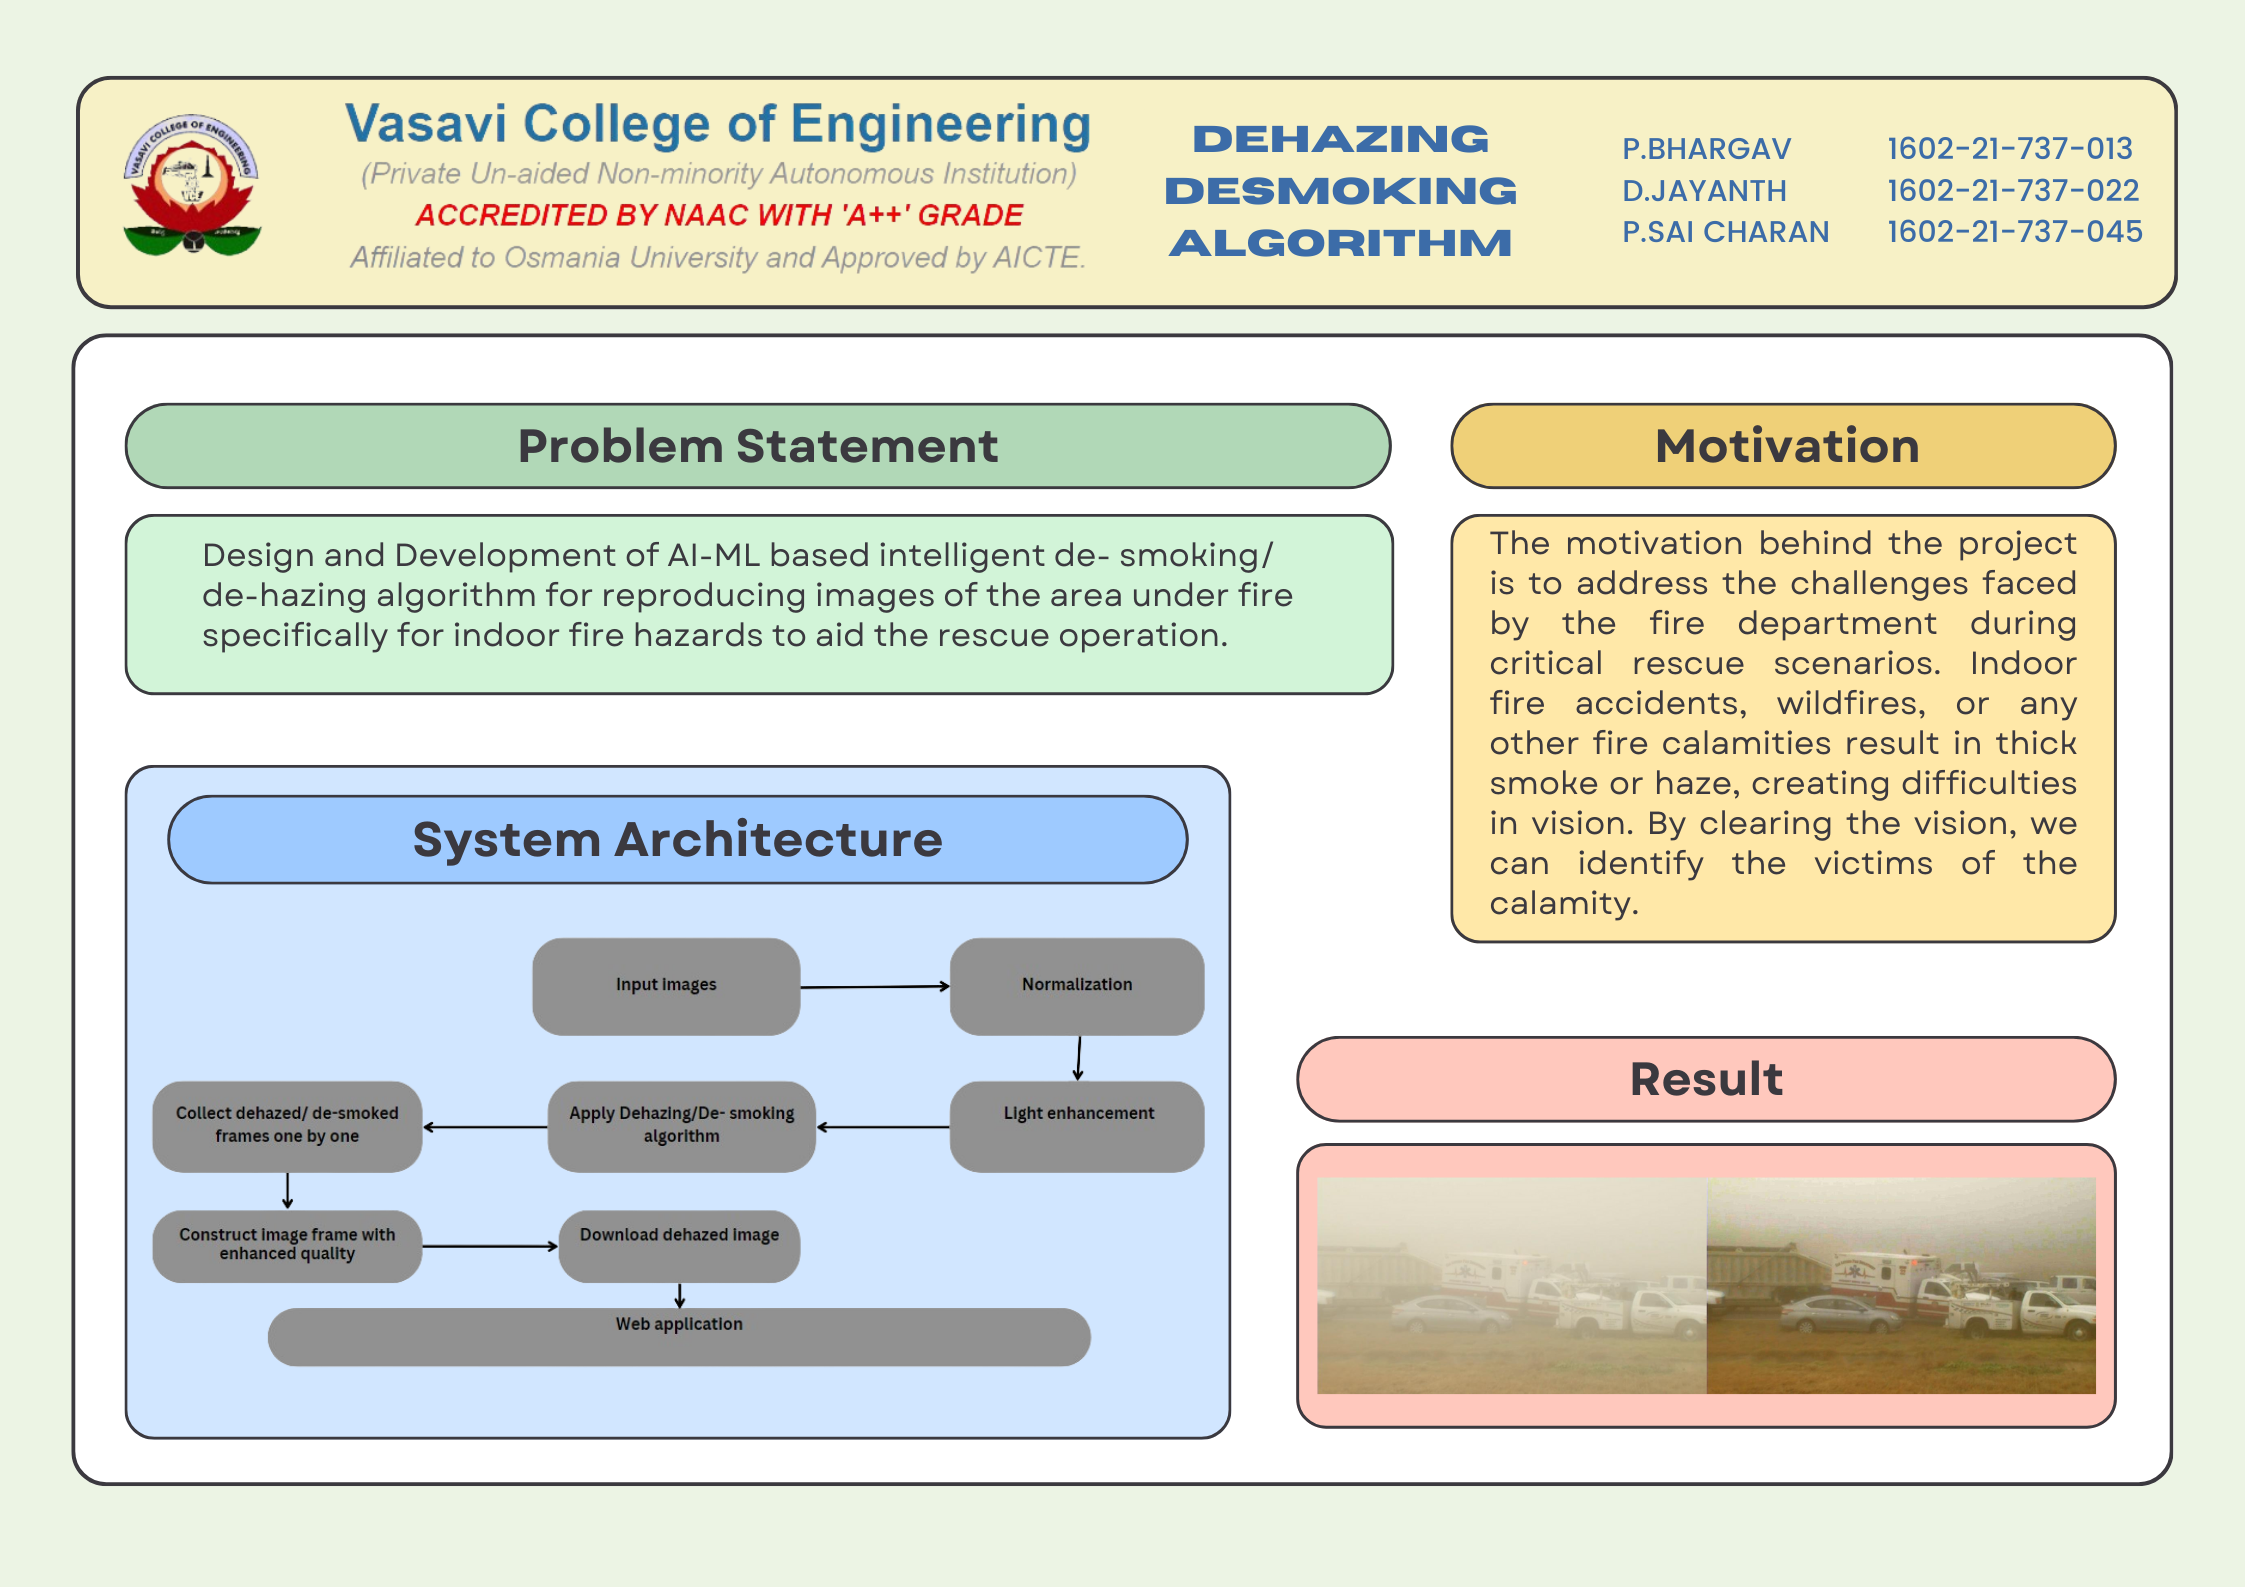 VASAVI COLLEGE OF ENGINEERING
Vasavi College of Engineering
(Private Un-aided Non-minority Autonomous Institution)
ACCREDITED BY NAAC WITH 'A++' GRADE
Affiliated to Osmania University and Approved by AICTE.
DEHAZING
DESMOKING
ALGORITHM
P.BHARGAV 1602-21-737-013
D.JAYANTH 1602-21-737-022
P.SAI CHARAN 1602-21-737-045
Problem Statement
Design and Development of AI-ML based intelligent de- smoking/
de-hazing algorithm for reproducing images of the area under fire
specifically for indoor fire hazards to aid the rescue operation.
Motivation
The motivation behind the project
is to address the challenges faced
by the fire department during
critical rescue scenarios. Indoor
fire accidents, wildfires, or any
other fire calamities result in thick
smoke or haze, creating difficulties
in vision. By clearing the vision, we
can identify the victims of the
calamity.
System Architecture
Input images
Normalization
Light enhancement
Apply Dehazing/De- smoking
algorithm
Collect dehazed/ de-smoked
frames one by one
Construct image frame with
enhanced quality
Download dehazed image
Web application
Result